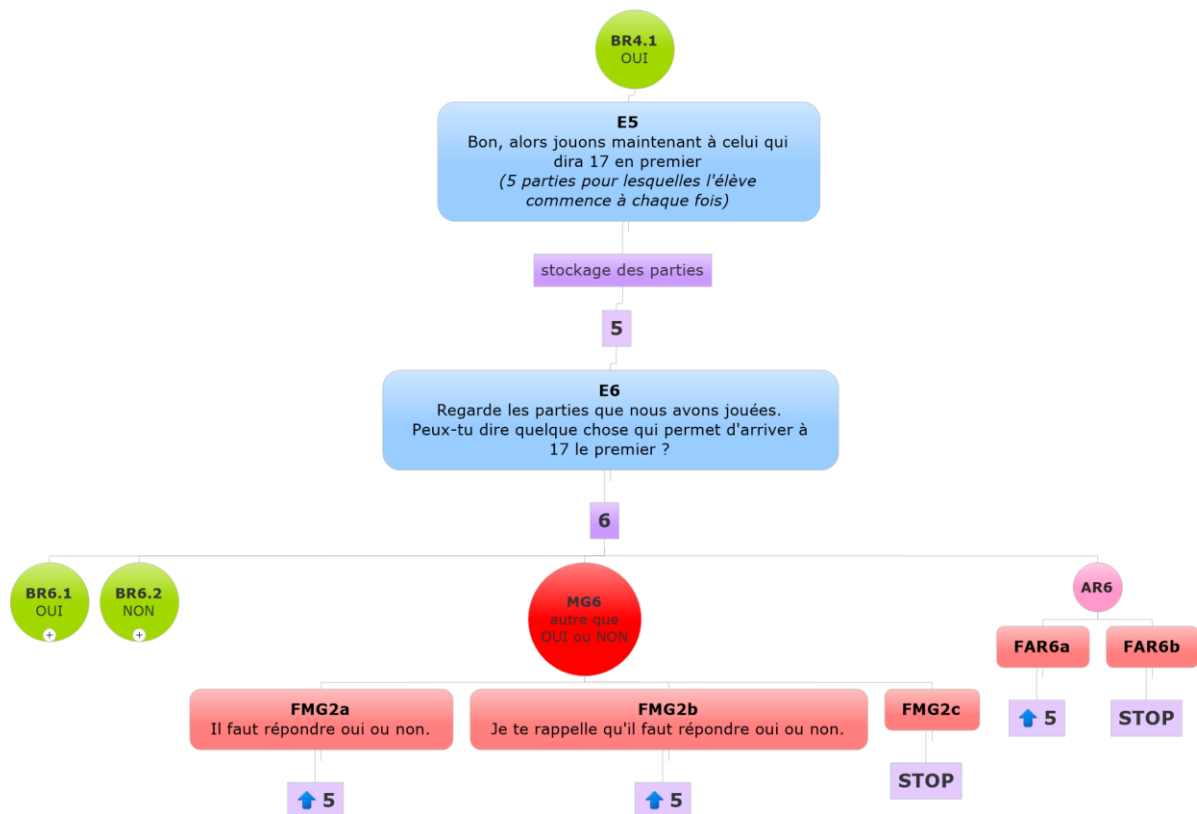 BR4.1
OUI
E5
Bon, alors jouons maintenant à celui qui
dira 17 en premier
(5 parties pour lesquelles l'élève
commence à chaque fois)
stockage des parties
5
E6
Regarde les parties que nous avons jouées.
Peux-tu dire quelque chose qui permet d'arriver à
17 le premier ?
6
BR6.1
OUI
BR6.2
NON
MG6
autre que
OUI ou NON
AR6
FAR6a
FAR6b
5
STOP
FMG2a
Il faut répondre oui ou non.
FMG2b
Je te rappelle qu'il faut répondre oui ou non.
FMG2c
5
5
STOP